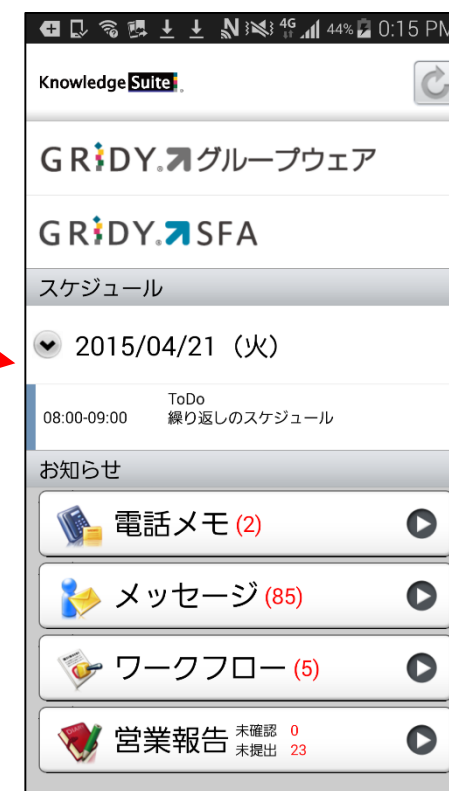 4G 44% 0:15 PM
Knowledge Suite
GRiDY. グループウェア
GRiDY. SFA
スケジュール
2015/04/21（火）
ToDo
08:00-09:00 繰り返しのスケジュール
お知らせ
電話メモ (2)
メッセージ (85)
ワークフロー (5)
営業報告 未確認 0
未提出 23